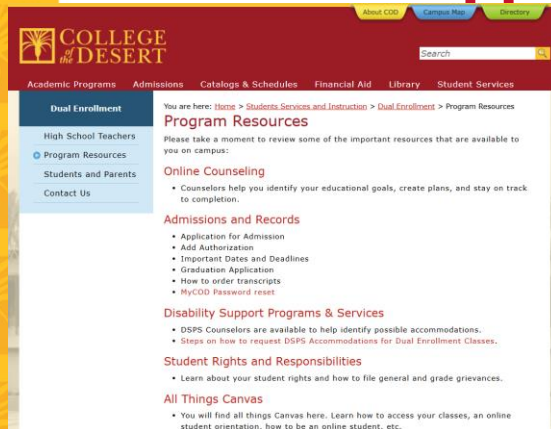 About COD Campus Map Directory
COLLEGE
of the DESERT
Search
Academic Programs Admissions Catalogs & Schedules Financial Aid Library Student Services
Dual Enrollment
High School Teachers
Program Resources
Students and Parents
Contact Us
You are here: Home > Students Services and Instruction > Dual Enrollment > Program Resources
Program Resources
Please take a moment to review some of the important resources that are available to
you on campus:
Online Counseling
• Counselors help you identify your educational goals, create plans, and stay on track
to completion.
Admissions and Records
• Application for Admission
• Add Authorization
• Important Dates and Deadlines
• Graduation Application
• How to order transcripts
• MyCOD Password reset
Disability Support Programs & Services
• DSPS Counselors are available to help identify possible accommodations.
• Steps on how to request DSPS Accommodations for Dual Enrollment Classes.
Student Rights and Responsibilities
• Learn about your student rights and how to file general and grade grievances.
All Things Canvas
• You will find all things Canvas here. Learn how to access your classes, an online
student orientation, how to be an online student, etc.